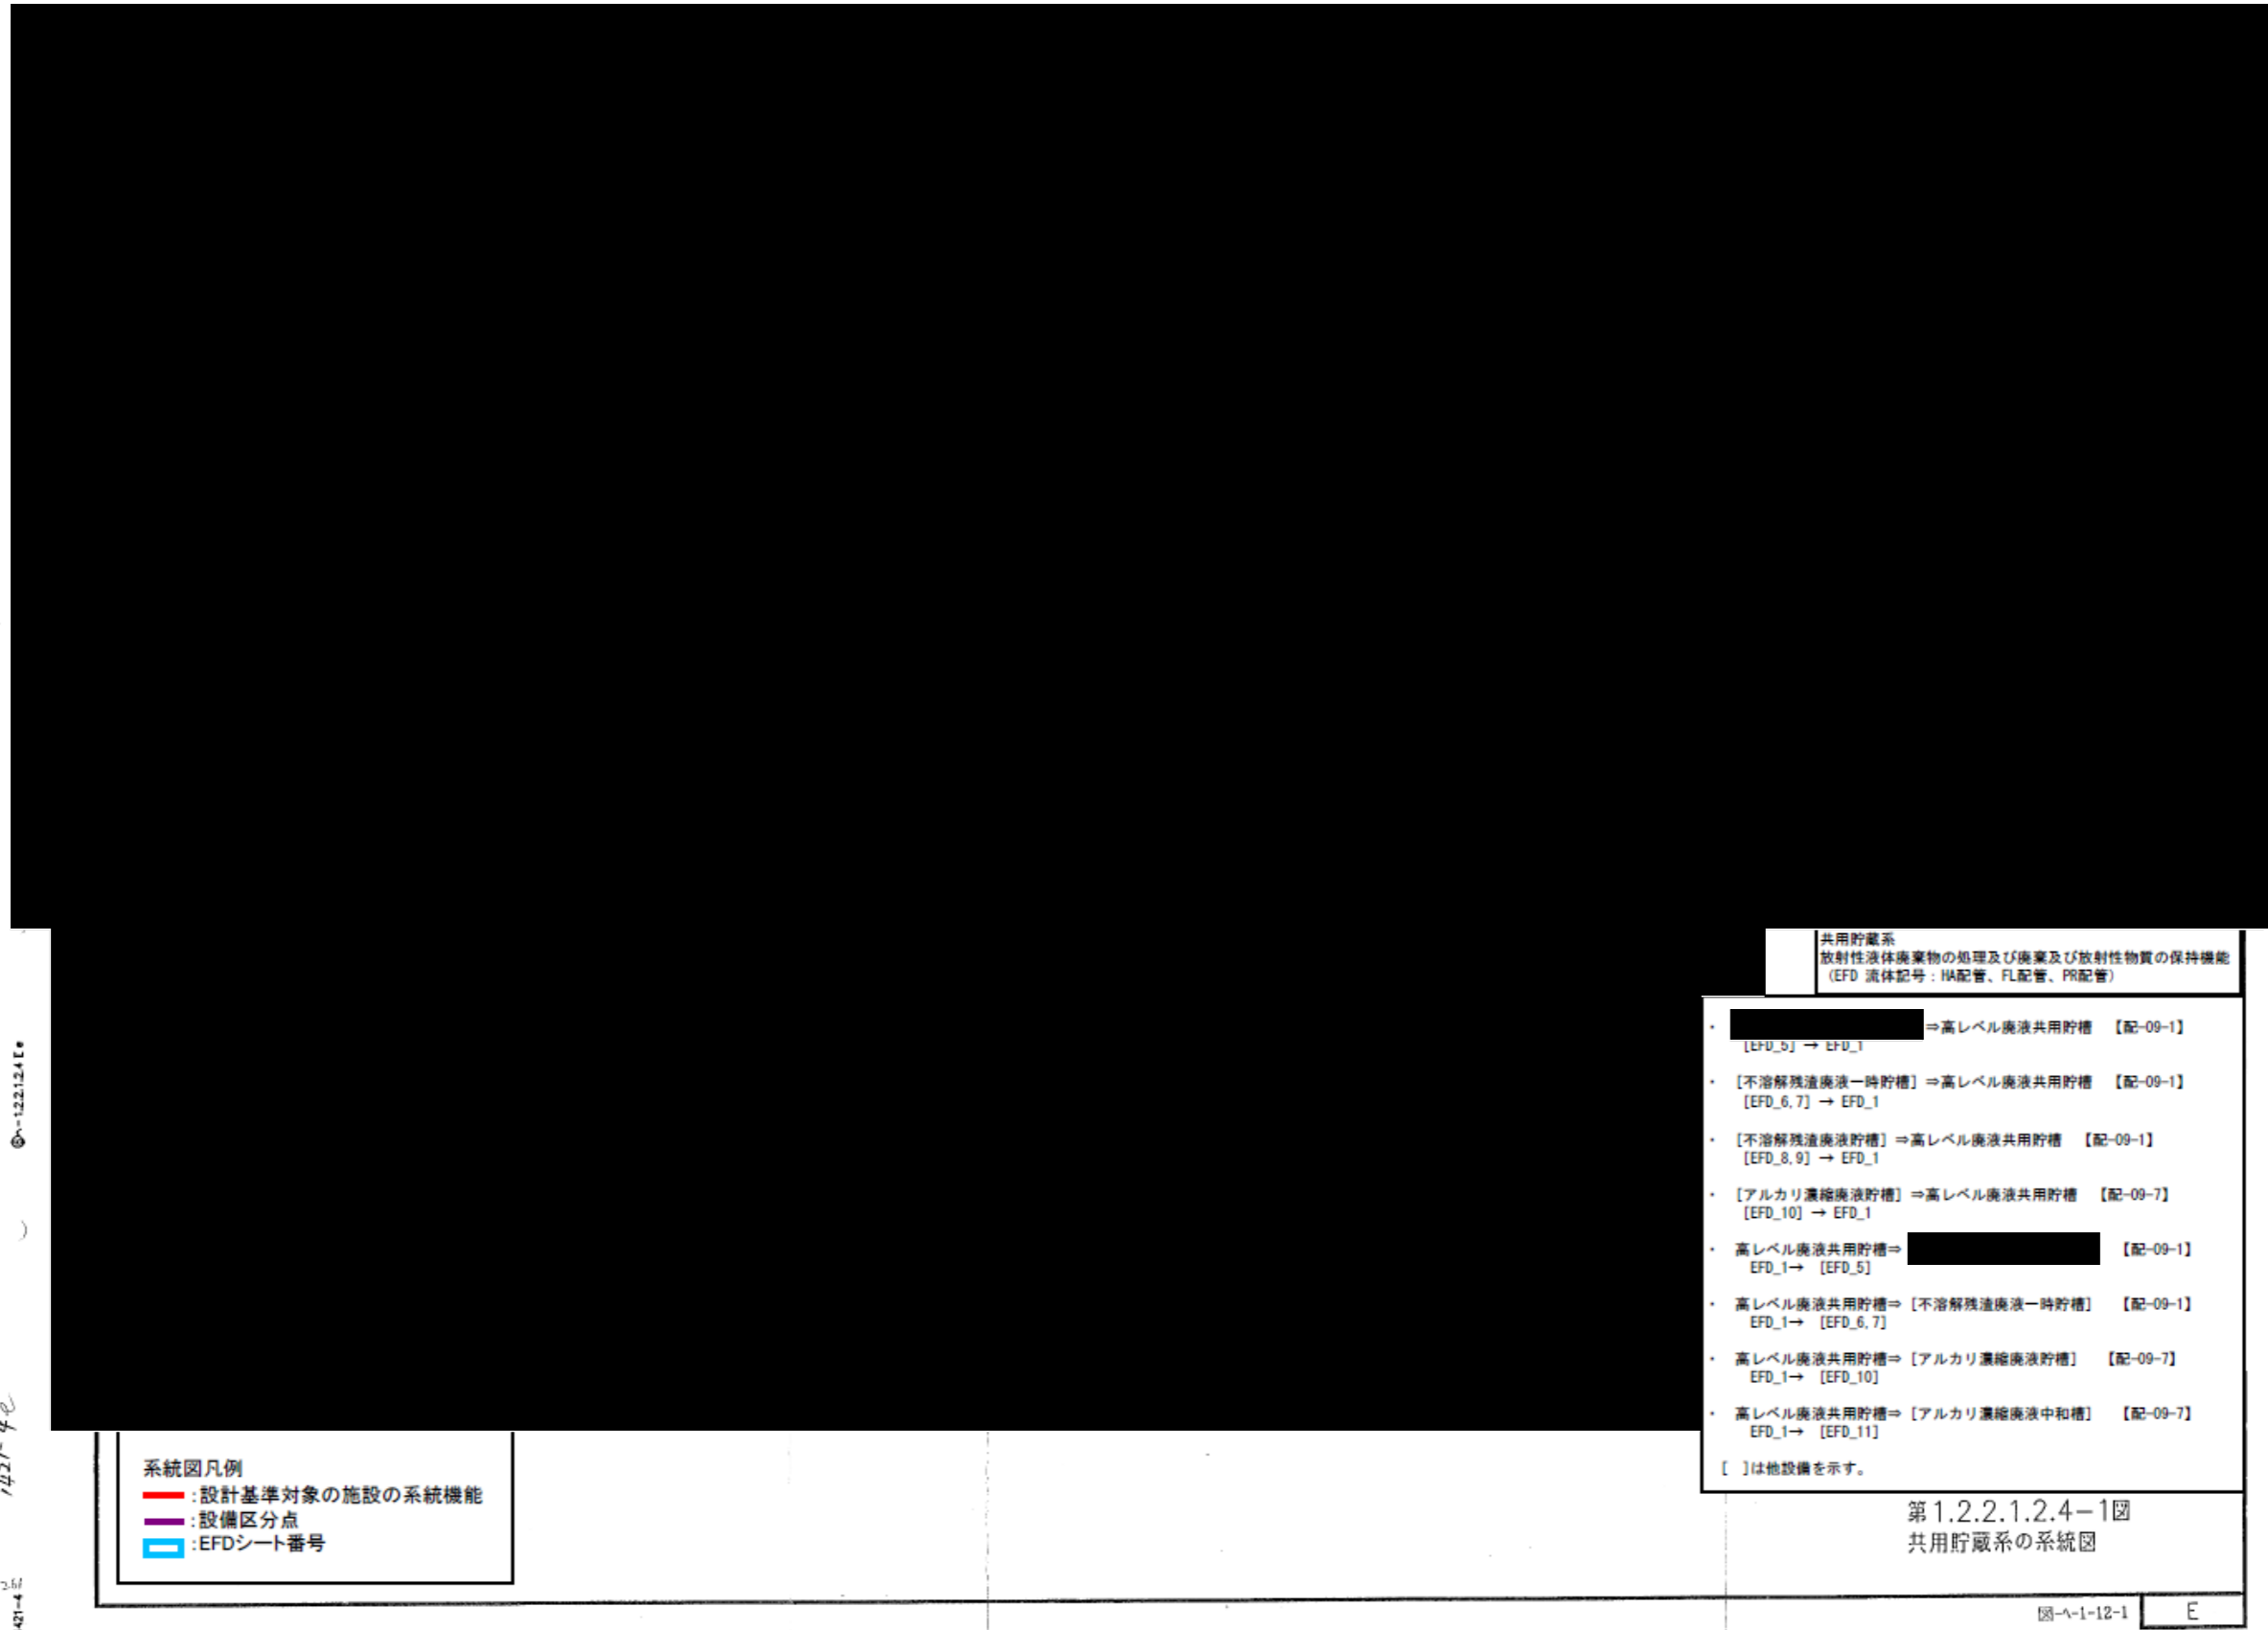 共用貯蔵系
放射性液体廃棄物の処理及び廃棄及び放射性物質の保持機能
(EFD 流体記号：HA配管、FL配管、PR配管)
・ ⇒高レベル廃液共用貯槽 【配-09-1】
[EFD_5] → EFD_1
・ [不溶解残渣廃液一時貯槽] ⇒高レベル廃液共用貯槽 【配-09-1】
[EFD_6,7] → EFD_1
・ [不溶解残渣廃液貯槽] ⇒高レベル廃液共用貯槽 【配-09-1】
[EFD_8,9] → EFD_1
・ [アルカリ濃縮廃液貯槽] ⇒高レベル廃液共用貯槽 【配-09-7】
[EFD_10] → EFD_1
・ 高レベル廃液共用貯槽⇒ 【配-09-1】
EFD_1→ [EFD_5]
・ 高レベル廃液共用貯槽⇒ [不溶解残渣廃液一時貯槽] 【配-09-1】
EFD_1→ [EFD_6,7]
・ 高レベル廃液共用貯槽⇒ [アルカリ濃縮廃液貯槽] 【配-09-7】
EFD_1→ [EFD_10]
・ 高レベル廃液共用貯槽⇒ [アルカリ濃縮廃液中和槽] 【配-09-7】
EFD_1→ [EFD_11]
[ ]は他設備を示す。
系統図凡例
:設計基準対象の施設の系統機能
:設備区分点
:EFDシート番号
第1.2.2.1.2.4－1図
共用貯蔵系の系統図
図-ヘ-1-12-1
E
ヘ-1.2.2.1.2.4 E e
421-4